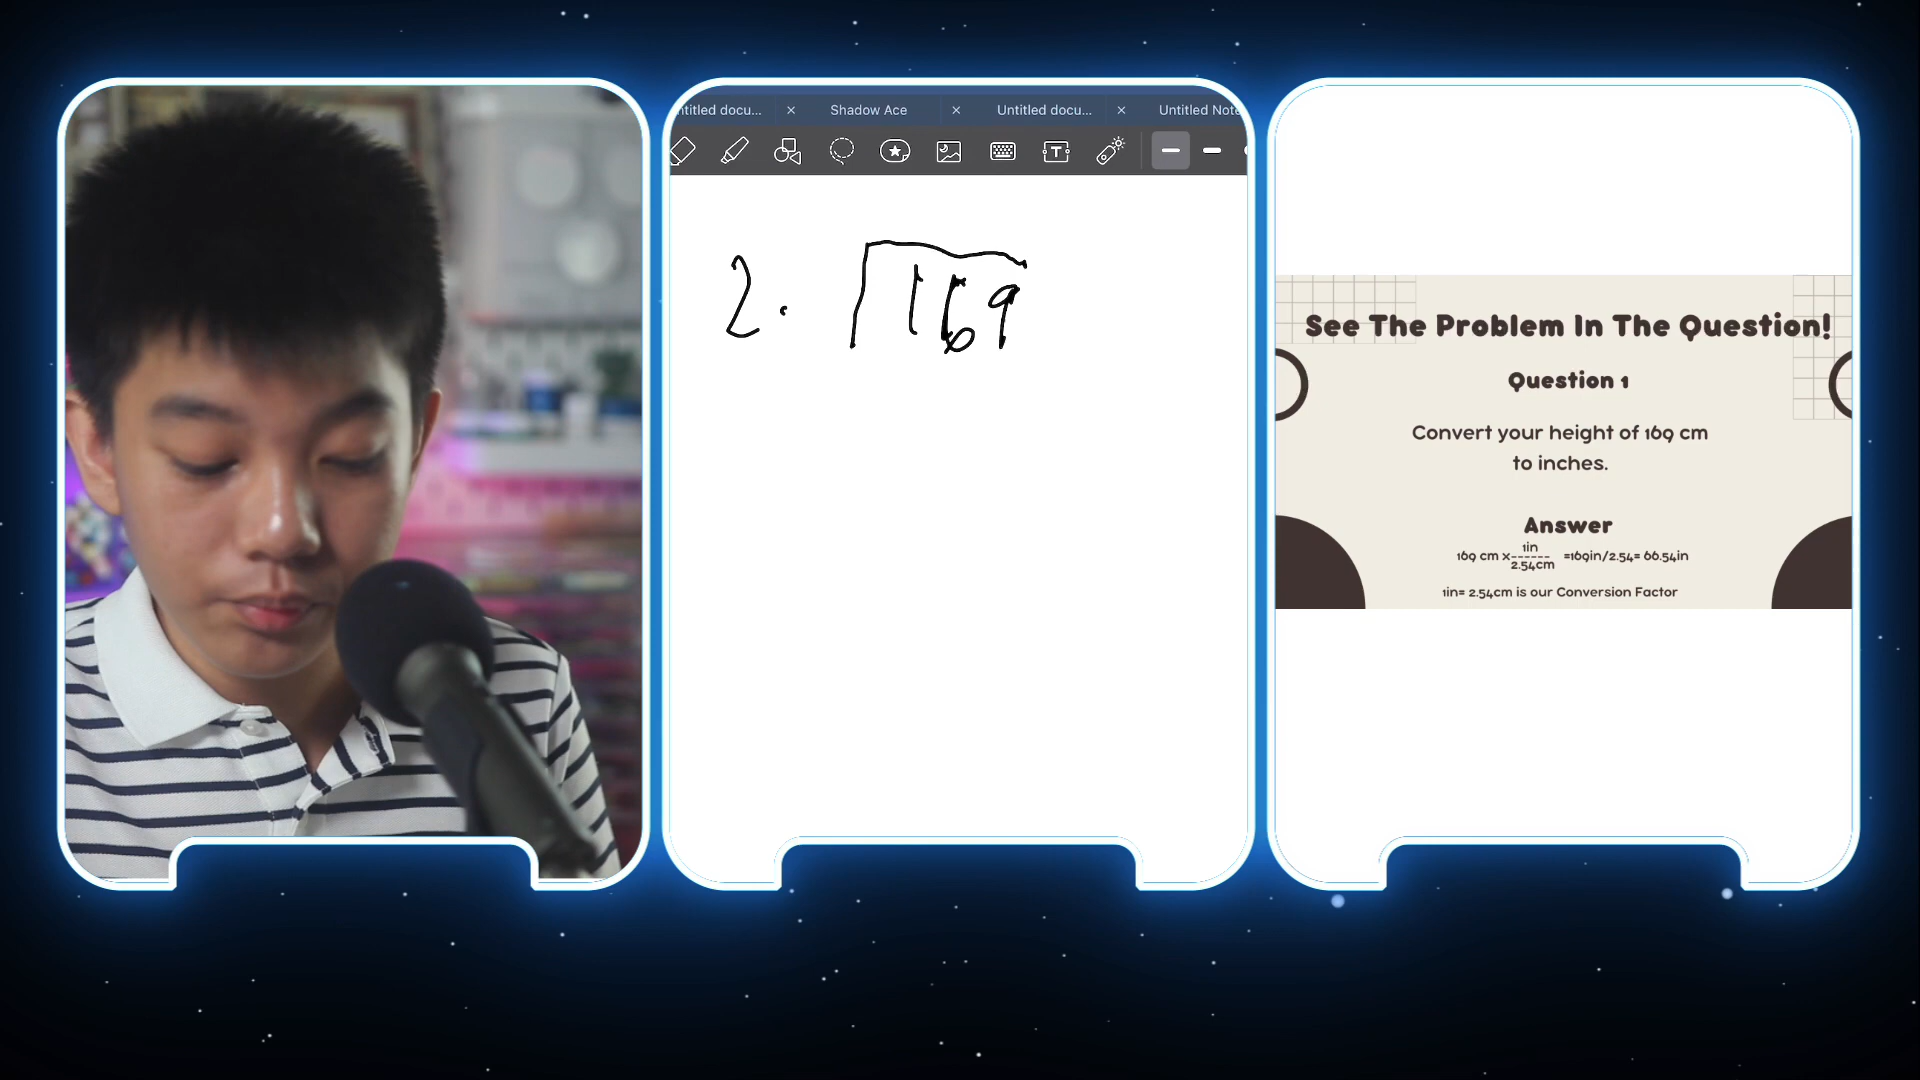 ntitled docu... × Shadow Ace × Untitled docu... × Untitled Note
T
2. 169
See The Problem In The Question!
Question 1
Convert your height of 169 cm
to inches.
Answer
169 cm x 1in
------
2.54cm =169in/2.54= 66.54in
1in= 2.54cm is our Conversion Factor